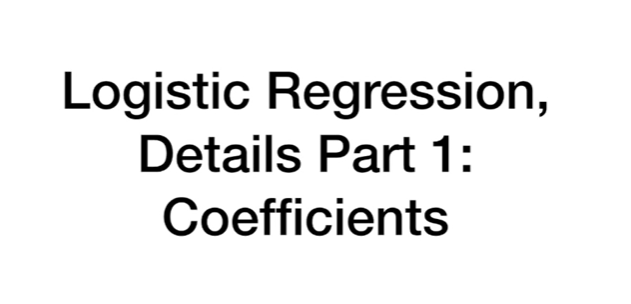 Logistic Regression,
Details Part 1:
Coefficients